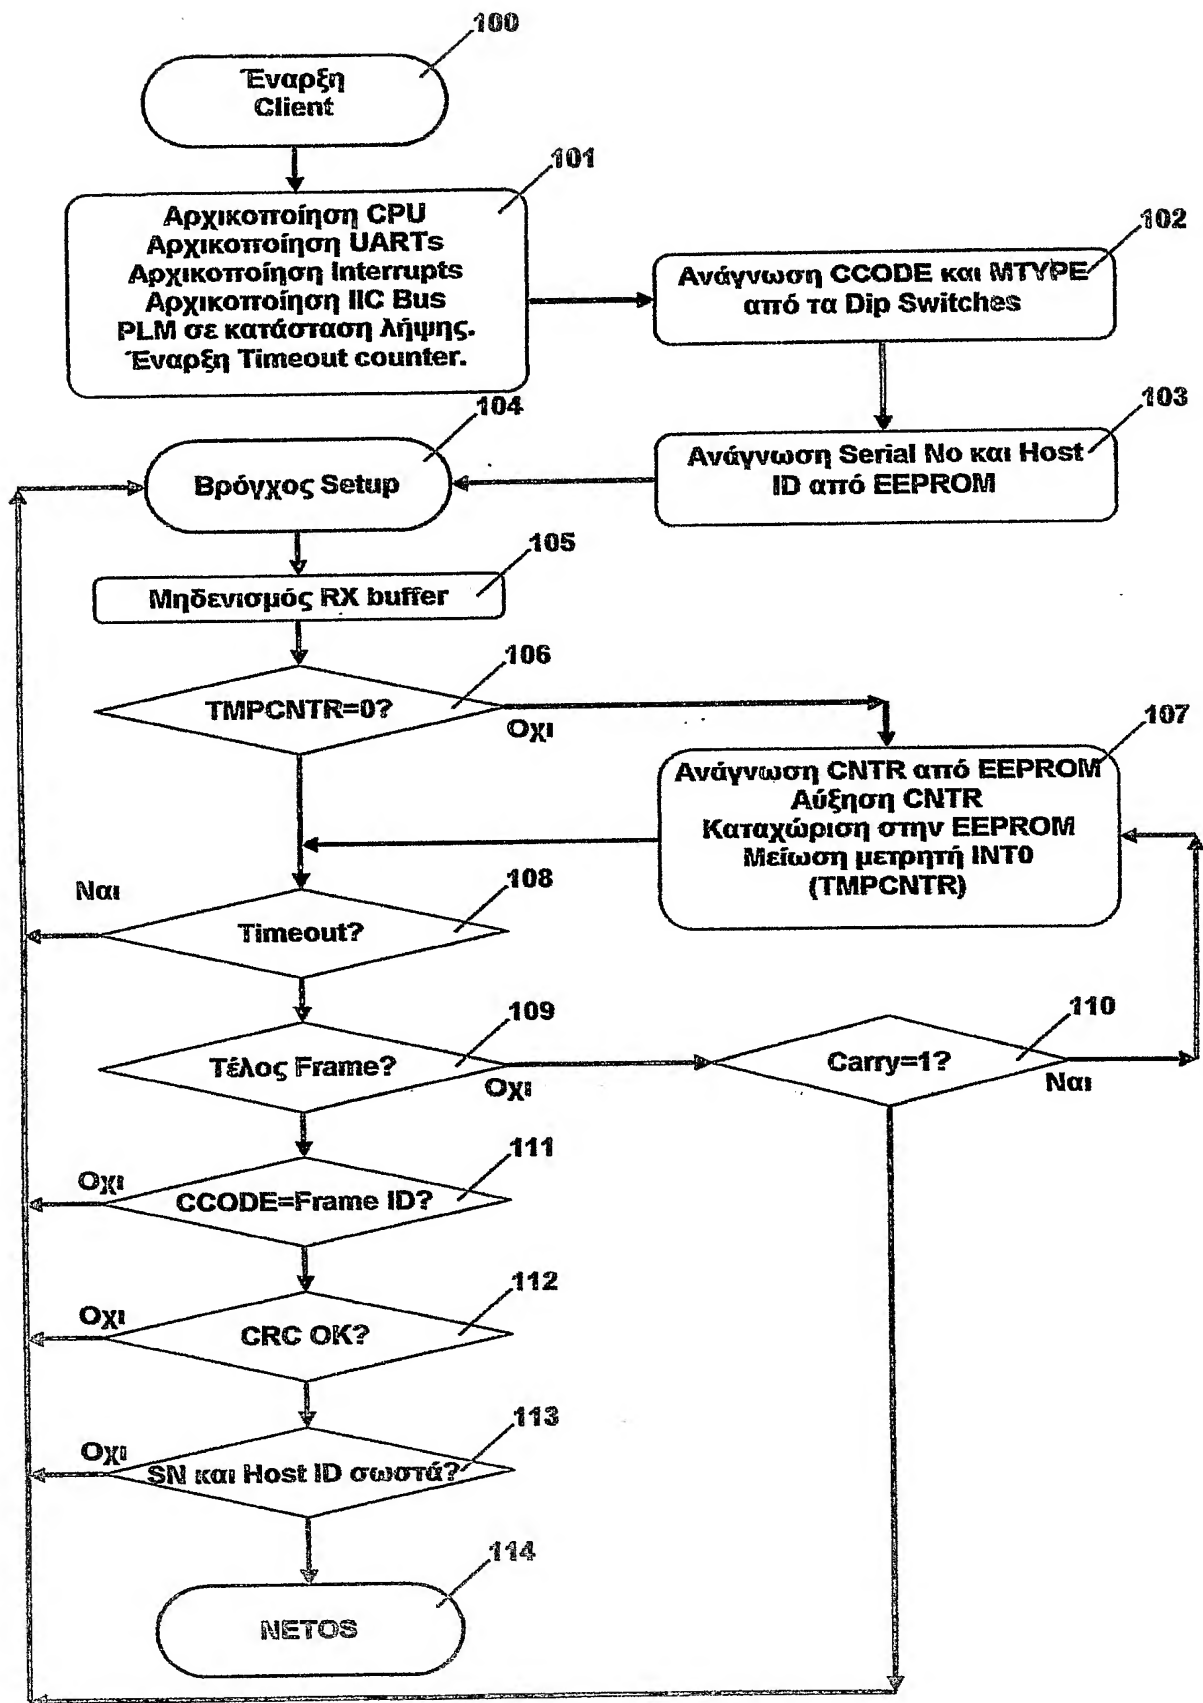 100
Έναρξη
Client
101
Αρχικοποίηση CPU
Αρχικοποίηση UARTs
Αρχικοποίηση Interrupts
Αρχικοποίηση IIC Bus
PLM σε κατάσταση λήψης.
Έναρξη Timeout counter.
102
Ανάγνωση CCODE και MTYPE
από τα Dip Switches
103
Ανάγνωση Serial No και Host
ID από EEPROM
104
Βρόγχος Setup
105
Μηδενισμός RX buffer
106
TMPCNTR=0?
Οχι
107
Ανάγνωση CNTR από EEPROM
Αύξηση CNTR
Καταχώριση στην EEPROM
Μείωση μετρητή INT0
(TMPCNTR)
Ναι
108
Timeout?
109
Τέλος Frame?
Οχι
110
Carry=1?
Ναι
111
Οχι
CCODE=Frame ID?
112
Οχι
CRC OK?
113
Οχι
SN και Host ID σωστά?
114
NETOS